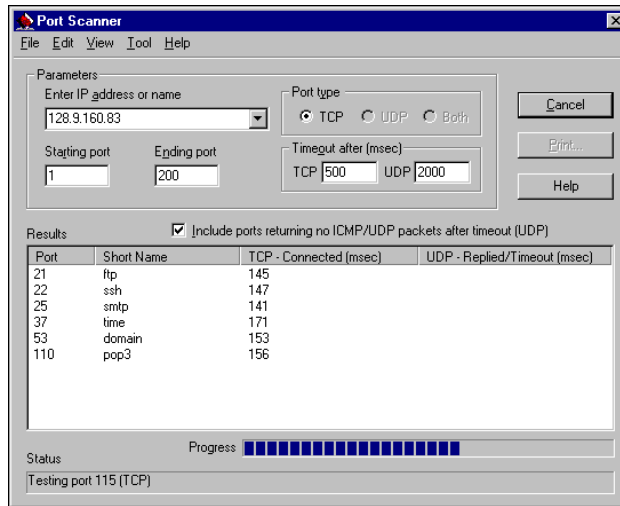 Port Scanner
File Edit View Tool Help
Parameters
Enter IP address or name
128.9.160.83
Port type
TCP UDP Both
Cancel
Starting port Ending port
1 200
Timeout after (msec)
TCP 500 UDP 2000
Print...
Help
Results
Include ports returning no ICMP/UDP packets after timeout (UDP)
Port Short Name TCP - Connected (msec) UDP - Replied/Timeout (msec)
21 ftp 145
22 ssh 147
25 smtp 141
37 time 171
53 domain 153
110 pop3 156
Progress
Status
Testing port 115 (TCP)